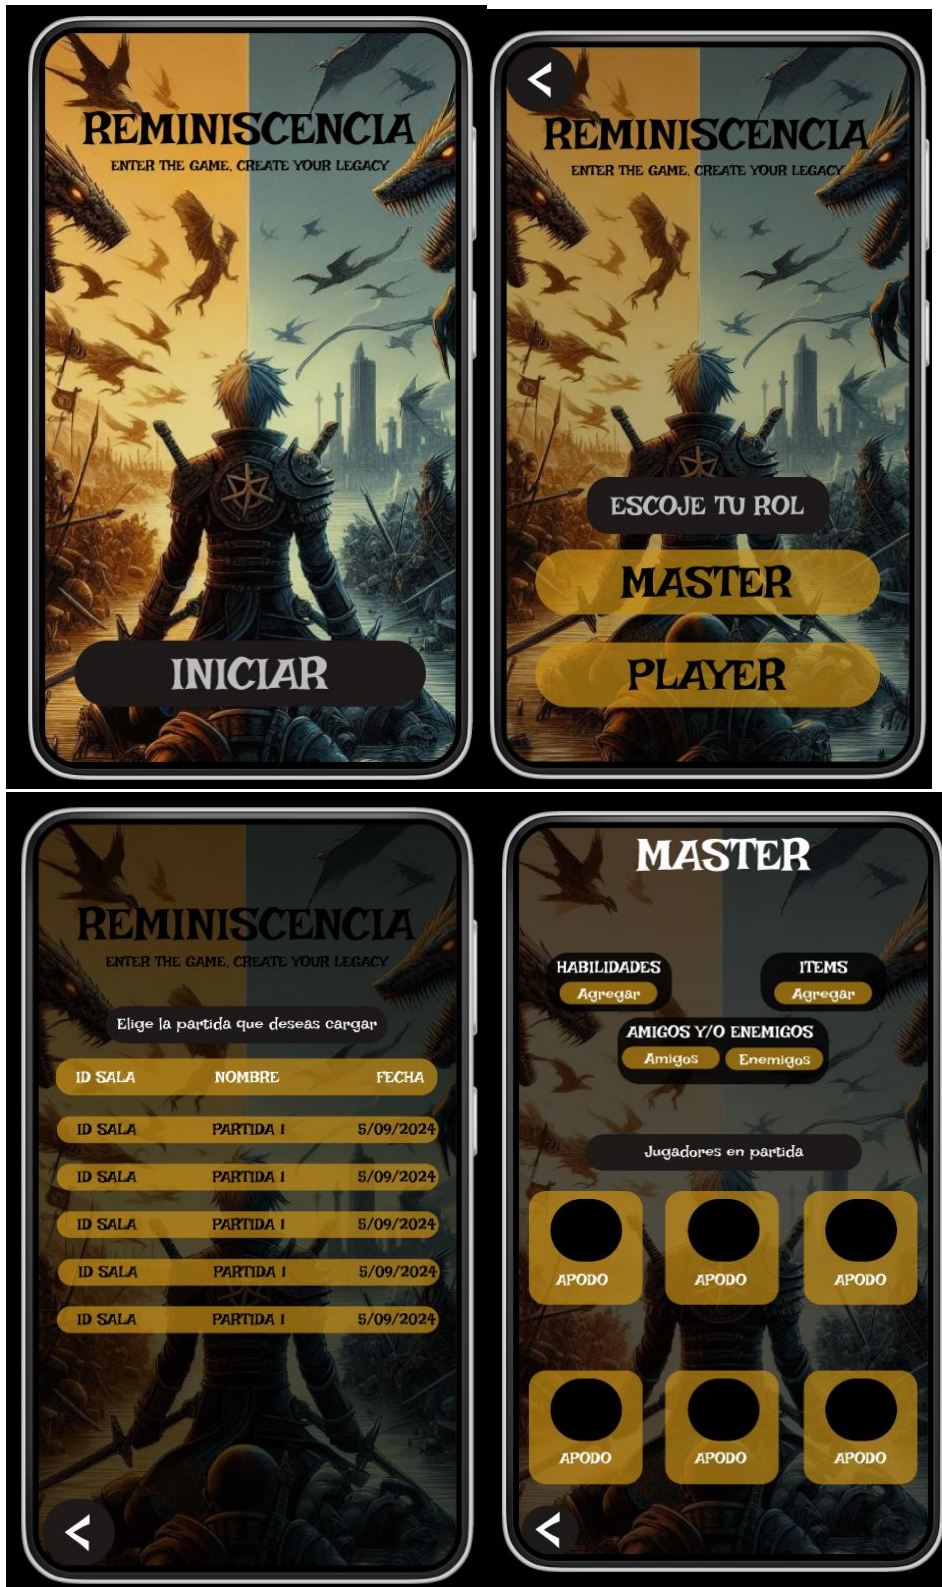 REMINISCENCIA
ENTER THE GAME, CREATE YOUR LEGACY
INICIAR
REMINISCENCIA
ENTER THE GAME, CREATE YOUR LEGACY
ESCOJE TU ROL
MASTER
PLAYER
REMINISCENCIA
ENTER THE GAME, CREATE YOUR LEGACY
Elige la partida que deseas cargar
ID SALA NOMBRE FECHA
ID SALA PARTIDA 1 5/09/2024
ID SALA PARTIDA 1 5/09/2024
ID SALA PARTIDA 1 5/09/2024
ID SALA PARTIDA 1 5/09/2024
ID SALA PARTIDA 1 5/09/2024
MASTER
HABILIDADES ITEMS
Agregar Agregar
AMIGOS Y/O ENEMIGOS
Amigos Enemigos
Jugadores en partida
APODO APODO APODO
APODO APODO APODO